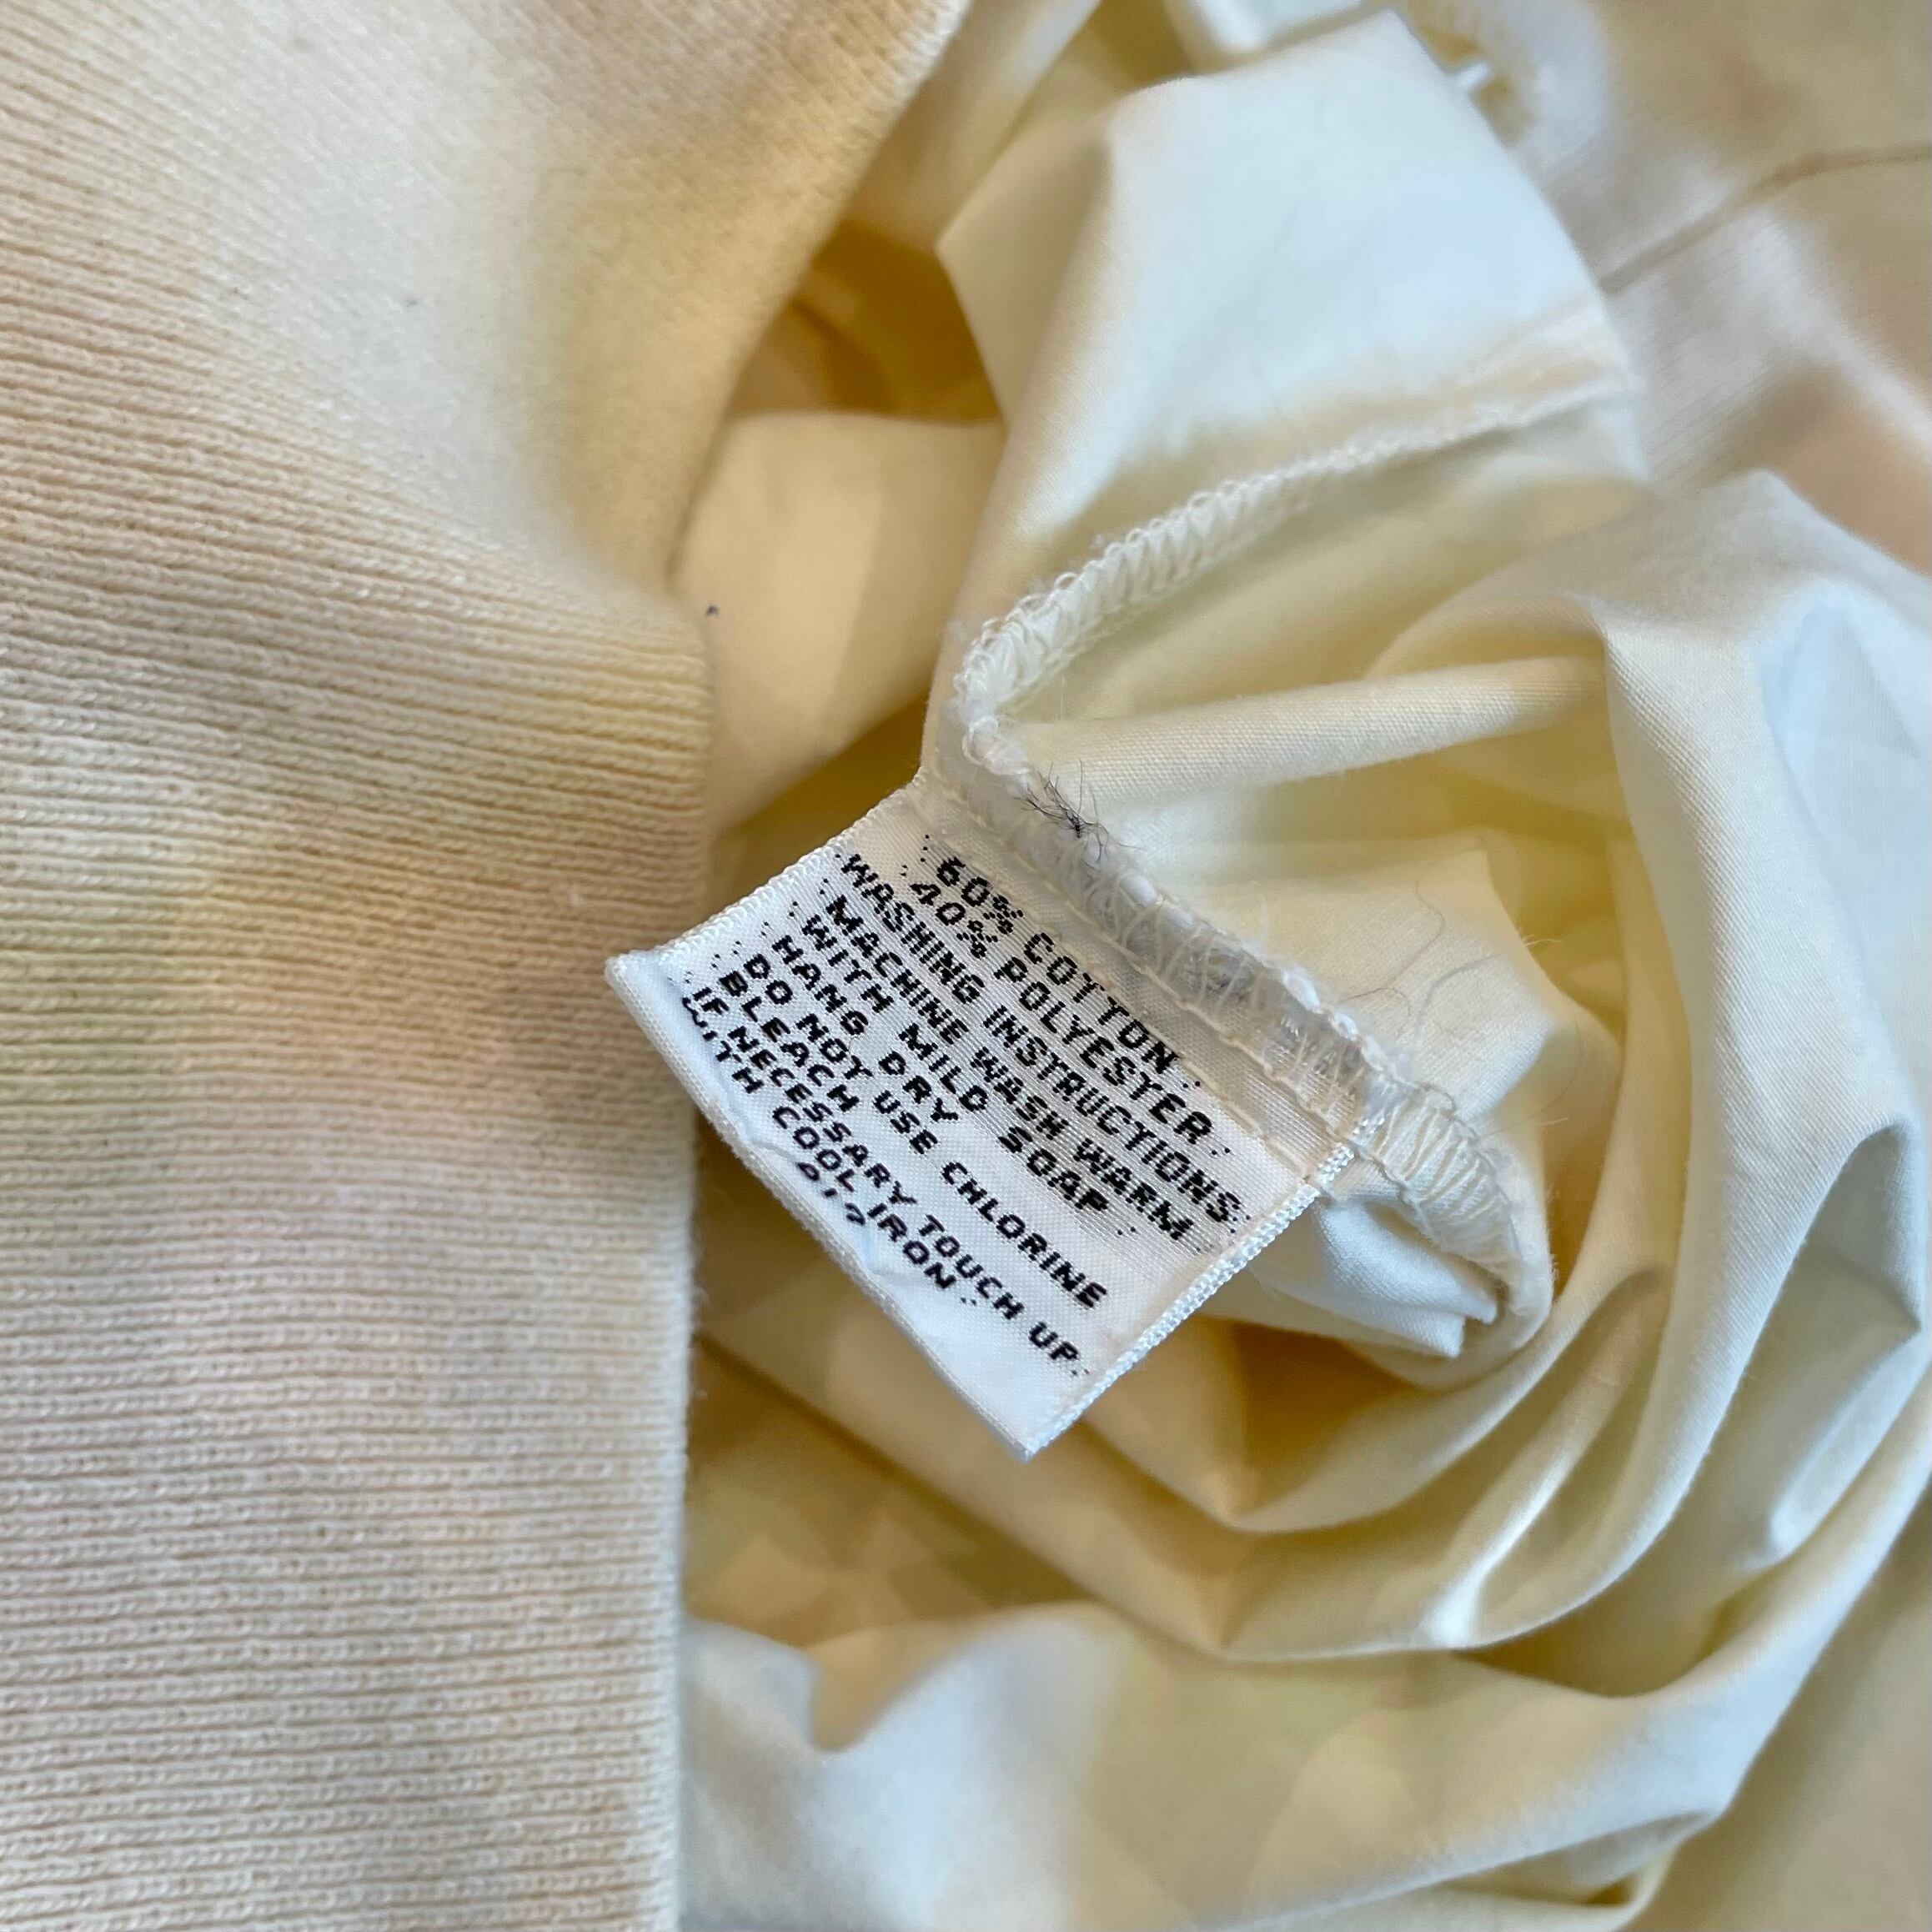 60% COTTON
40% POLYESTER
WASHING INSTRUCTIONS
MACHINE WASH WARM
WITH MILD SOAP
HANG DRY
DO NOT USE CHLORINE
BLEACH
IF NECESSARY TOUCH UP
WITH COOL IRON